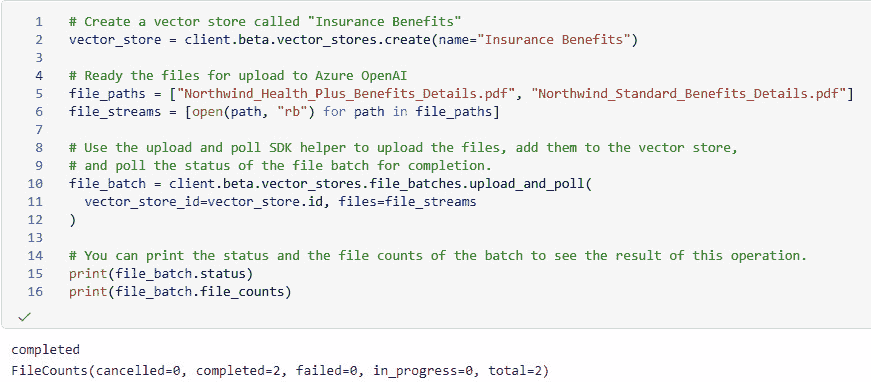 1 # Create a vector store called "Insurance Benefits"
2 vector_store = client.beta.vector_stores.create(name="Insurance Benefits")
3
4 # Ready the files for upload to Azure OpenAI
5 file_paths = ["Northwind_Health_Plus_Benefits_Details.pdf", "Northwind_Standard_Benefits_Details.pdf"]
6 file_streams = [open(path, "rb") for path in file_paths]
7
8 # Use the upload and poll SDK helper to upload the files, add them to the vector store,
9 # and poll the status of the file batch for completion.
10 file_batch = client.beta.vector_stores.file_batches.upload_and_poll(
11   vector_store_id=vector_store.id, files=file_streams
12 )
13
14 # You can print the status and the file counts of the batch to see the result of this operation.
15 print(file_batch.status)
16 print(file_batch.file_counts)
completed
FileCounts(cancelled=0, completed=2, failed=0, in_progress=0, total=2)